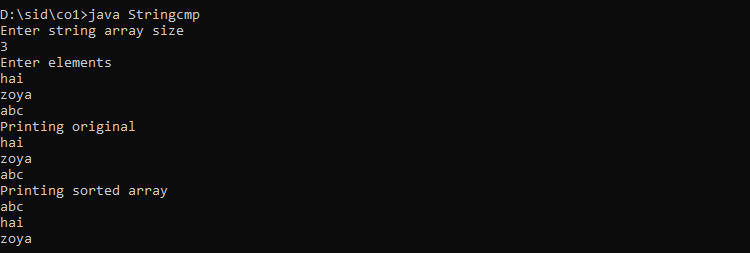 D:\sid\co1>java Stringcmp
Enter string array size
3
Enter elements
hai
zoya
abc
Printing original
hai
zoya
abc
Printing sorted array
abc
hai
zoya